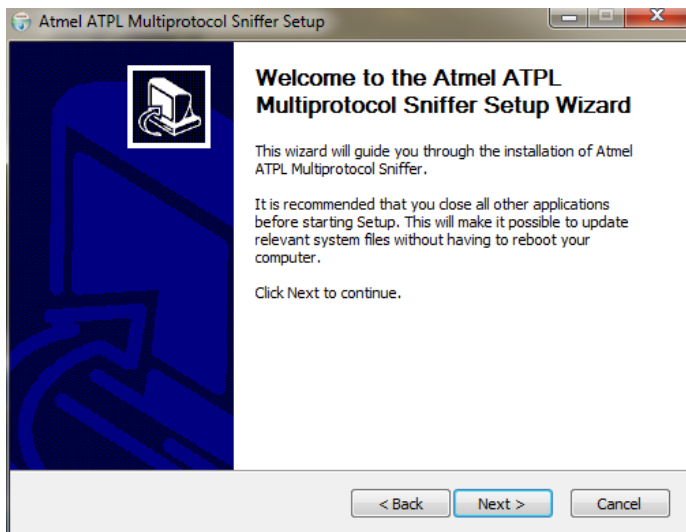 Atmel ATPL Multiprotocol Sniffer Setup
Welcome to the Atmel ATPL
Multiprotocol Sniffer Setup Wizard
This wizard will guide you through the installation of Atmel
ATPL Multiprotocol Sniffer.
It is recommended that you close all other applications
before starting Setup. This will make it possible to update
relevant system files without having to reboot your
computer.
Click Next to continue.
< Back
Next >
Cancel